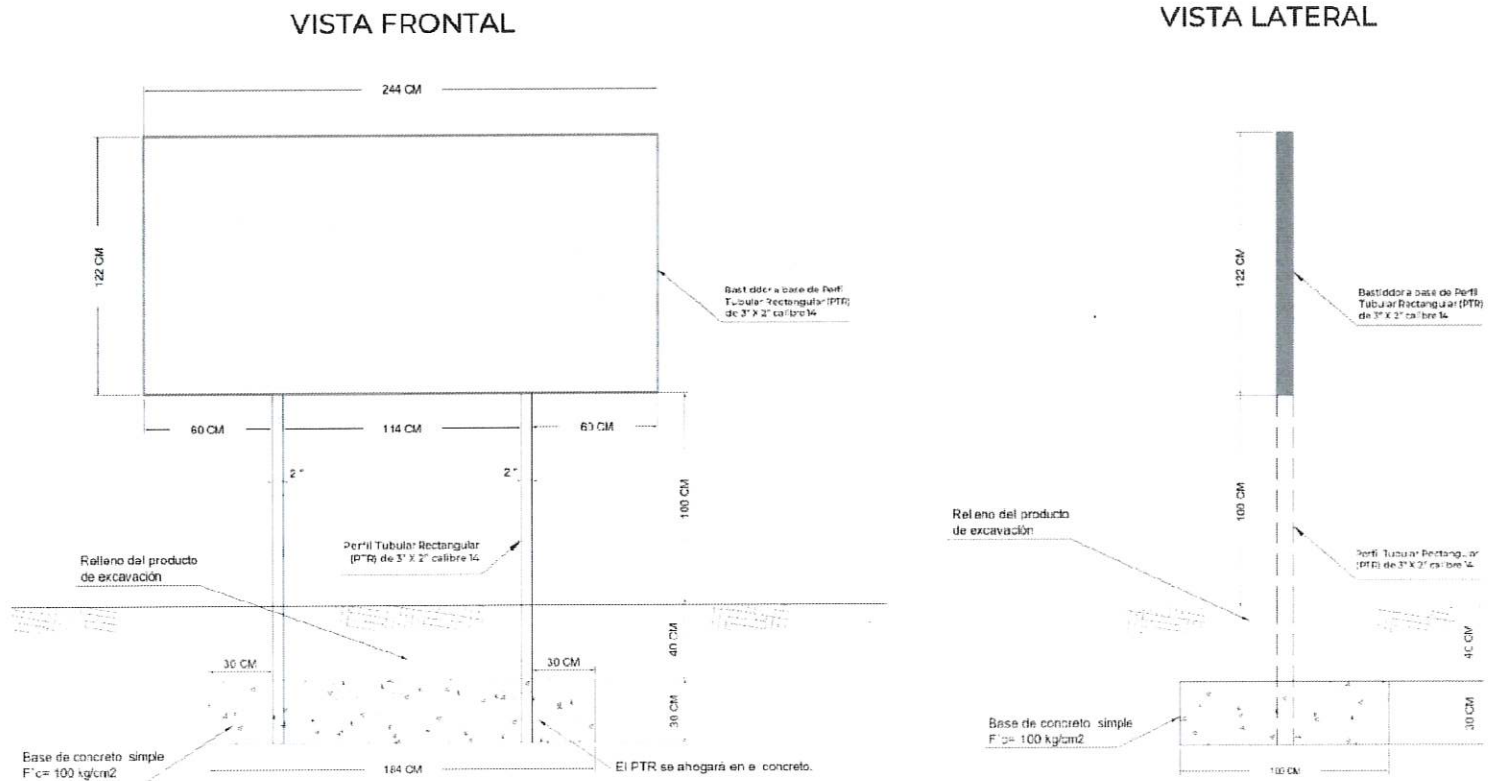 VISTA FRONTAL
244 CM
122 CM
Bastidor a base de Perfil
Tubular Rectangular (PTR)
de 3" X 2" calibre 14
60 CM
114 CM
60 CM
2"
2"
100 CM
Perfil Tubular Rectangular
(PTR) de 3" X 2" calibre 14
Relleno del producto
de excavación
30 CM
30 CM
40 CM
30 CM
Base de concreto simple
F´c= 100 kg/cm2
184 CM
El PTR se ahogará en el concreto.
VISTA LATERAL
122 CM
Bastidor a base de Perfil
Tubular Rectangular (PTR)
de 3" X 2" calibre 14
100 CM
Relleno del producto
de excavación
Perfil Tubular Rectangular
(PTR) de 3" X 2" calibre 14
40 CM
30 CM
Base de concreto simple
F´c= 100 kg/cm2
100 CM